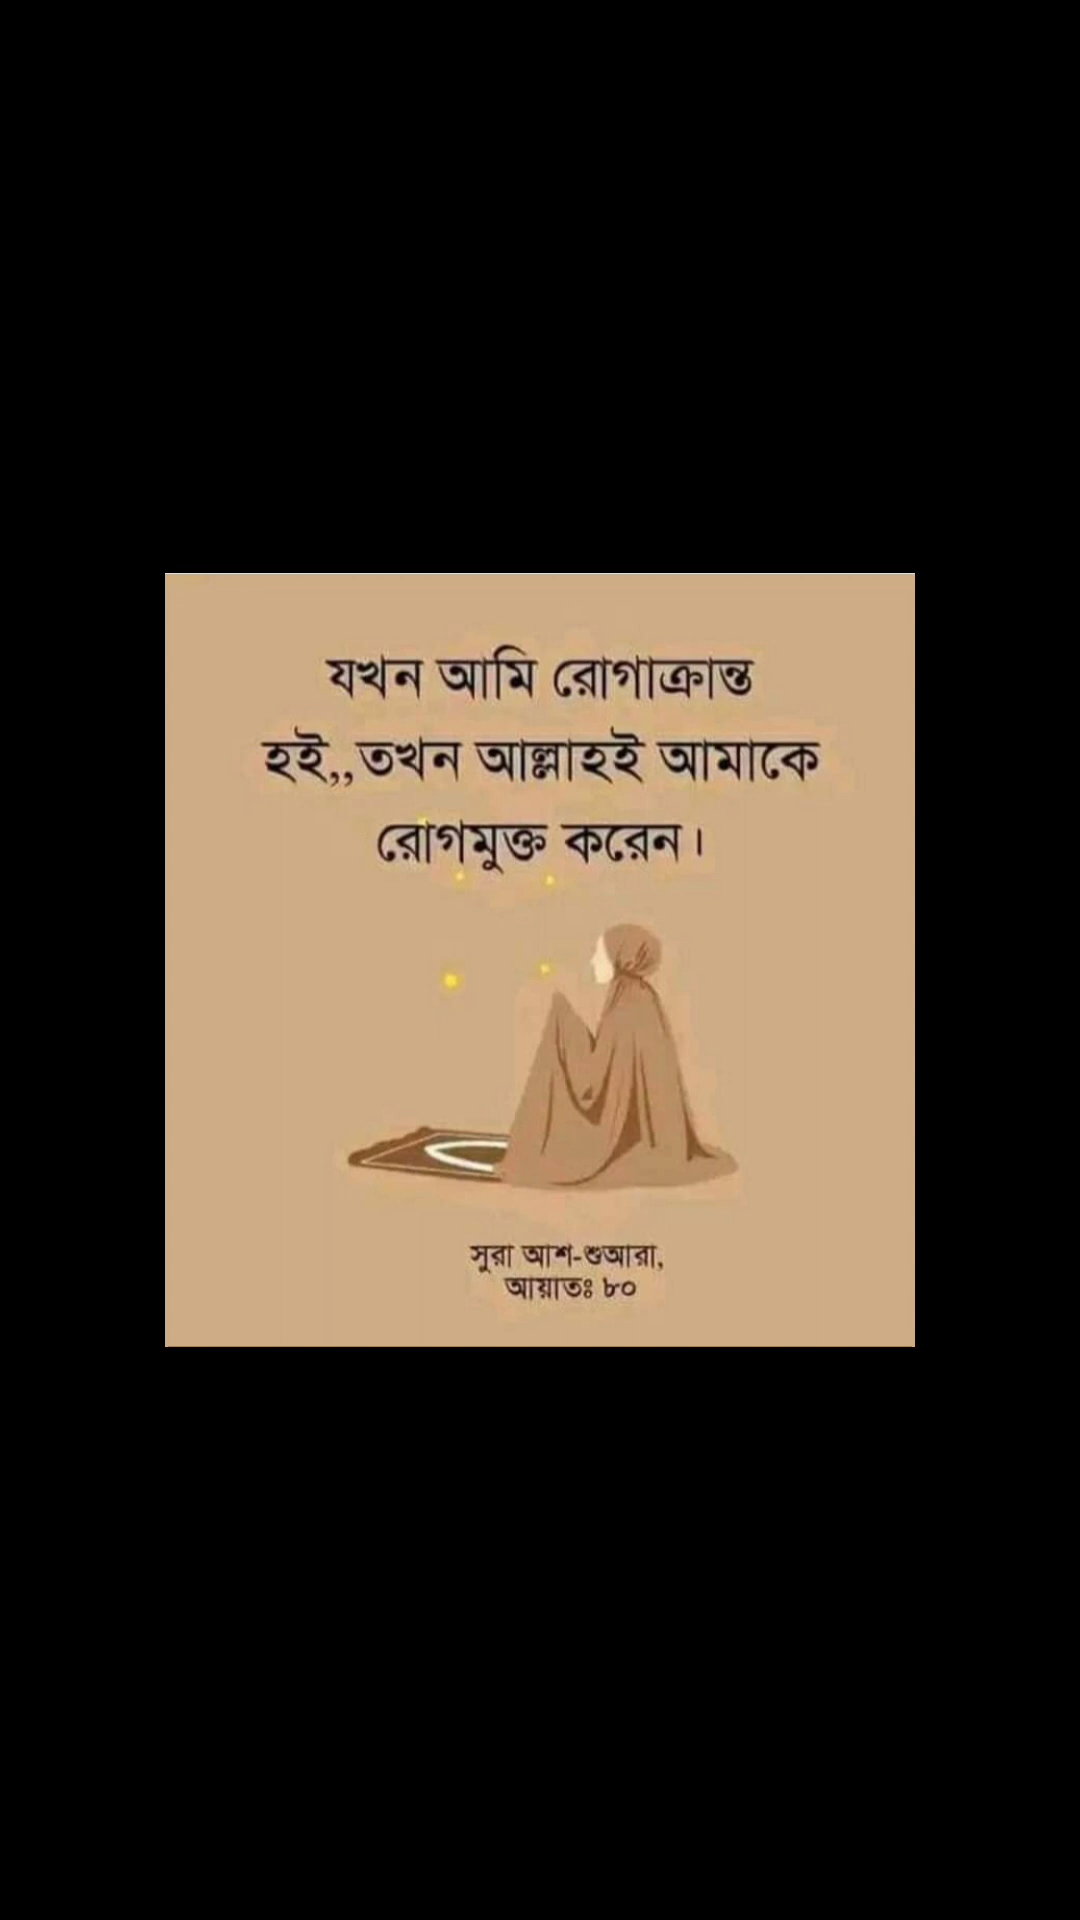 যখন আমি রোগাক্রান্ত
হই,,তখন আল্লাহই আমাকে
রোগমুক্ত করেন।
সুরা আশ-শুআরা,
আয়াতঃ ৮০